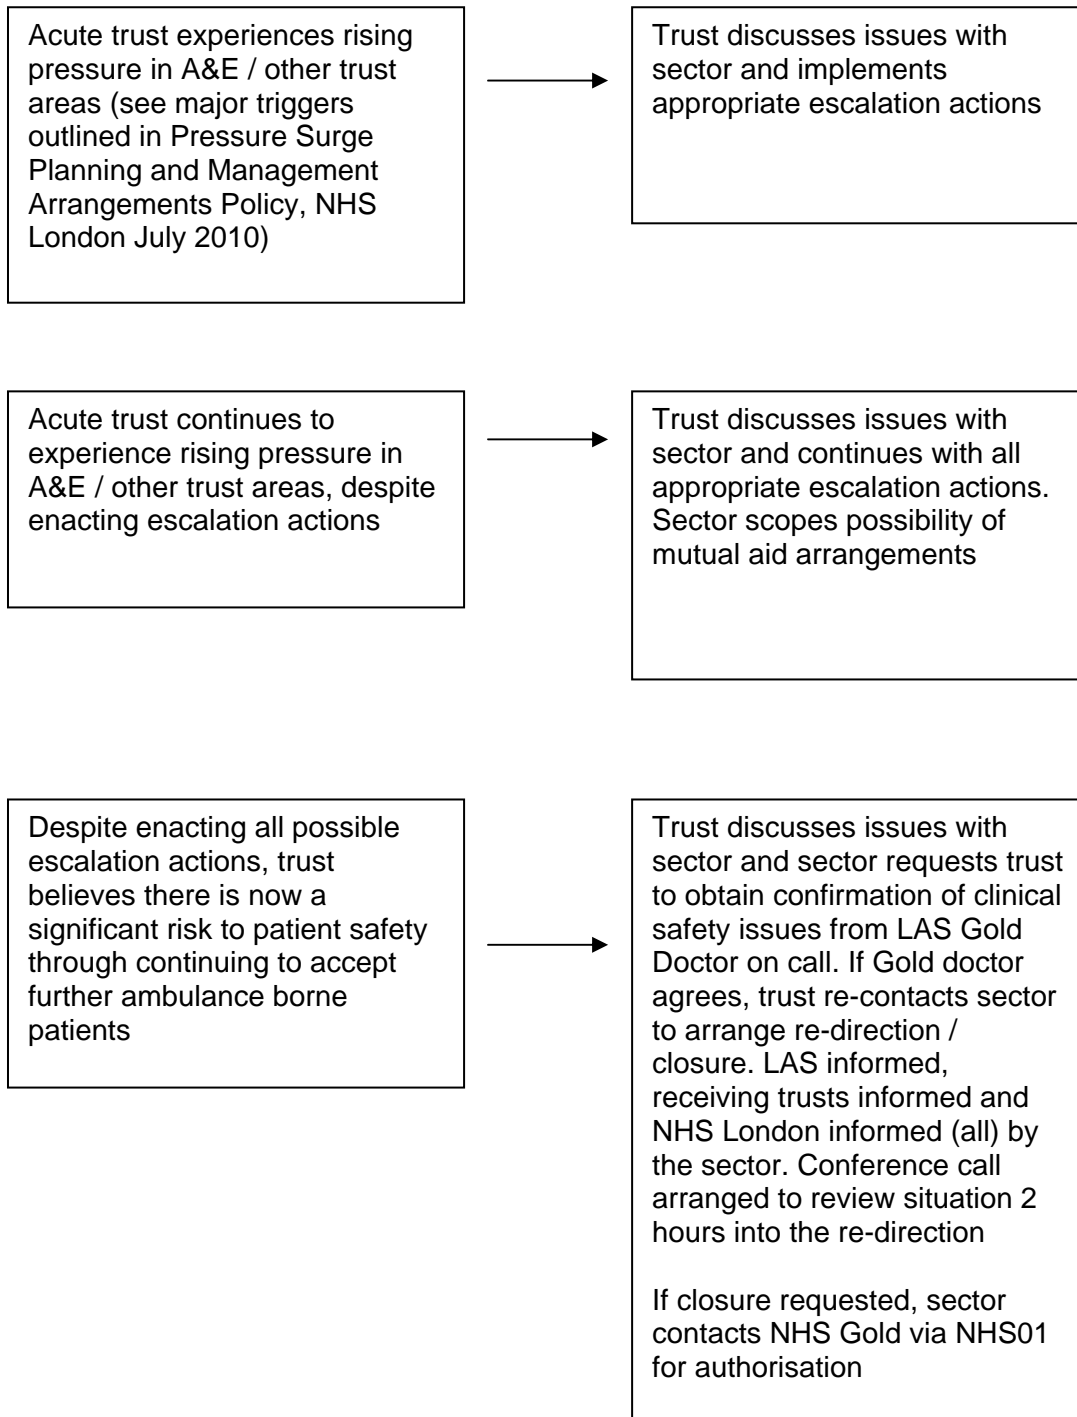 Acute trust experiences rising
pressure in A&E / other trust
areas (see major triggers
outlined in Pressure Surge
Planning and Management
Arrangements Policy, NHS
London July 2010)
Trust discusses issues with
sector and implements
appropriate escalation actions
Acute trust continues to
experience rising pressure in
A&E / other trust areas, despite
enacting escalation actions
Trust discusses issues with
sector and continues with all
appropriate escalation actions.
Sector scopes possibility of
mutual aid arrangements
Despite enacting all possible
escalation actions, trust
believes there is now a
significant risk to patient safety
through continuing to accept
further ambulance borne
patients
Trust discusses issues with
sector and sector requests trust
to obtain confirmation of clinical
safety issues from LAS Gold
Doctor on call. If Gold doctor
agrees, trust re-contacts sector
to arrange re-direction /
closure. LAS informed,
receiving trusts informed and
NHS London informed (all) by
the sector. Conference call
arranged to review situation 2
hours into the re-direction
If closure requested, sector
contacts NHS Gold via NHS01
for authorisation